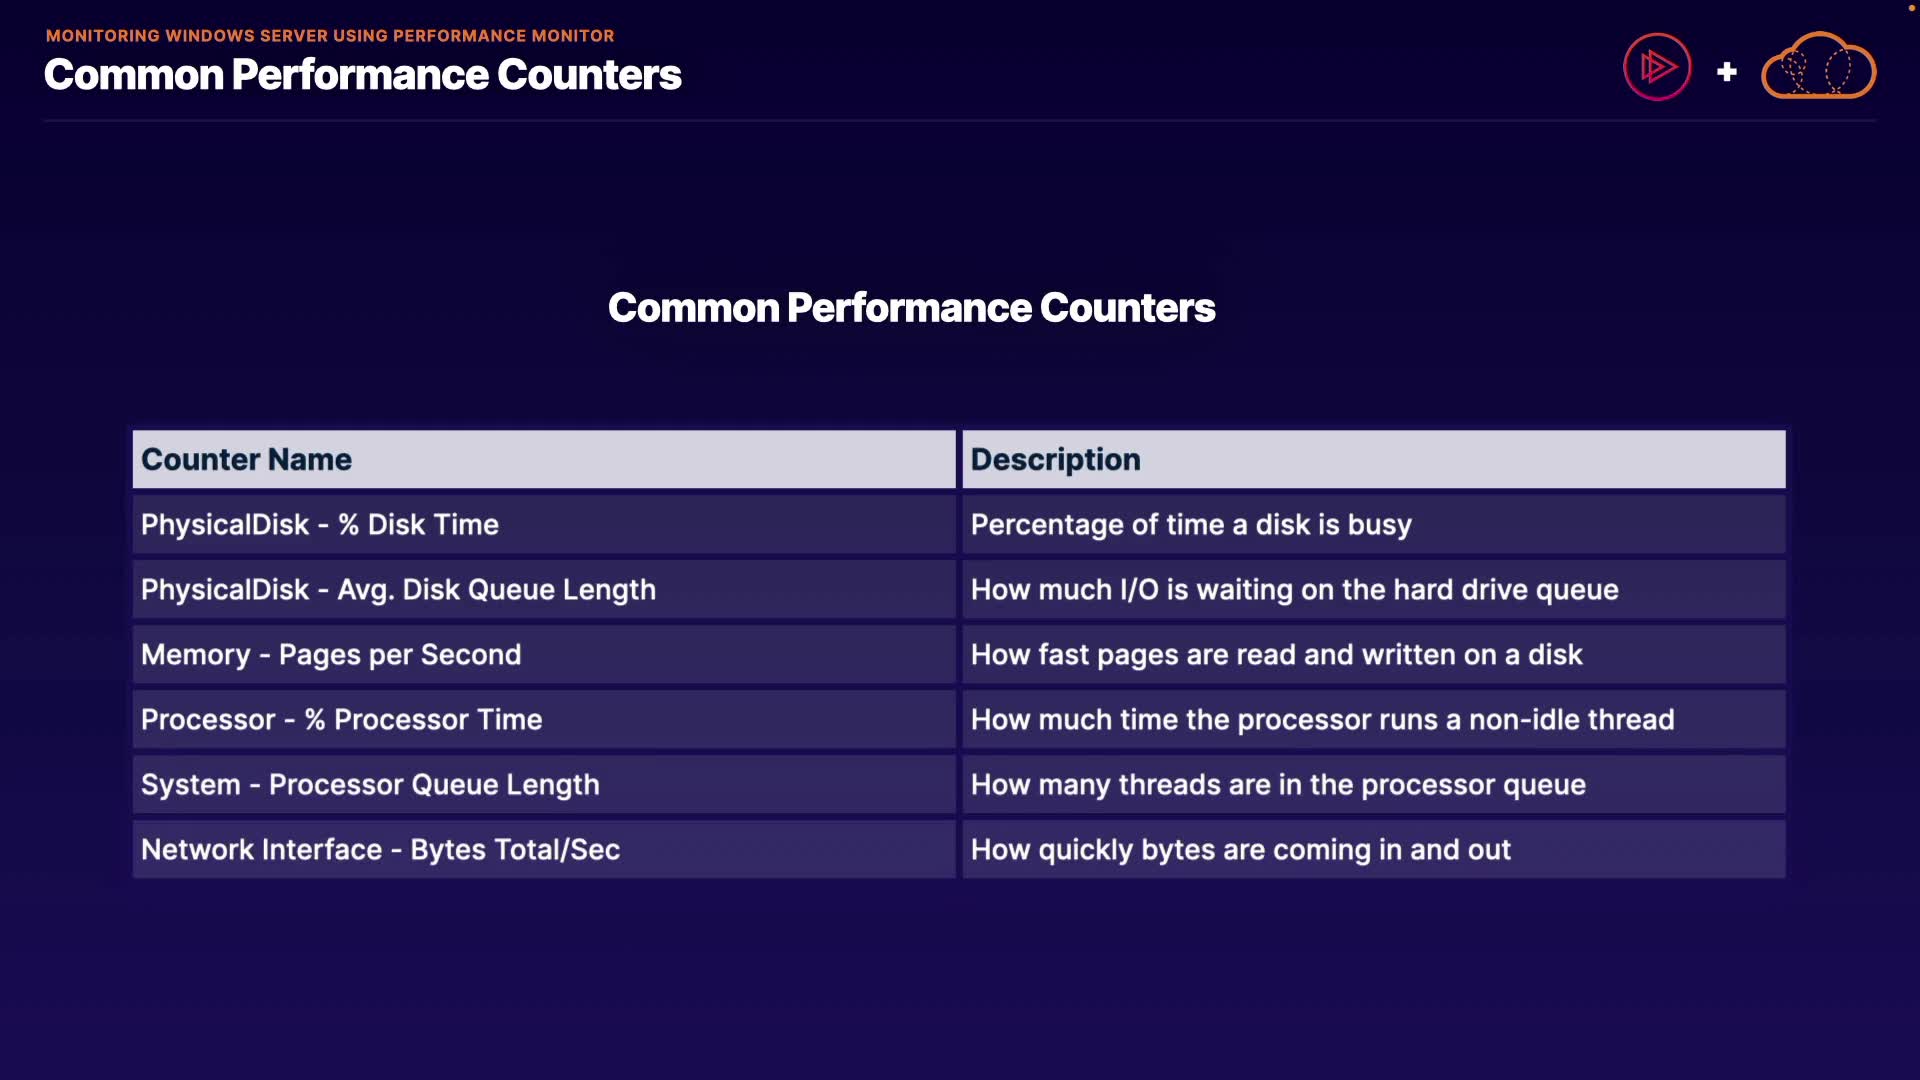 MONITORING WINDOWS SERVER USING PERFORMANCE MONITOR
Common Performance Counters
+
Common Performance Counters
Counter Name Description
PhysicalDisk - % Disk Time Percentage of time a disk is busy
PhysicalDisk - Avg. Disk Queue Length How much I/O is waiting on the hard drive queue
Memory - Pages per Second How fast pages are read and written on a disk
Processor - % Processor Time How much time the processor runs a non-idle thread
System - Processor Queue Length How many threads are in the processor queue
Network Interface - Bytes Total/Sec How quickly bytes are coming in and out